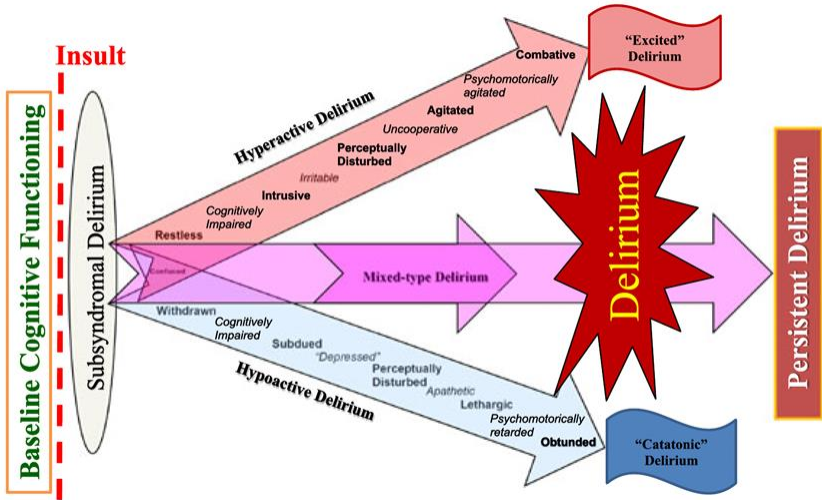 Baseline Cognitive Functioning
Insult
Subsyndromal Delirium
Hyperactive Delirium
Restless
Cognitively
Impaired
Intrusive
Irritable
Perceptually
Disturbed
Uncooperative
Agitated
Psychomotorically
agitated
Combative
“Excited”
Delirium
Confused
Mixed-type Delirium
Delirium
Persistent Delirium
Hypoactive Delirium
Withdrawn
Cognitively
Impaired
Subdued
“Depressed”
Perceptually
Disturbed
Apathetic
Lethargic
Psychomotorically
retarded
Obtunded
“Catatonic”
Delirium